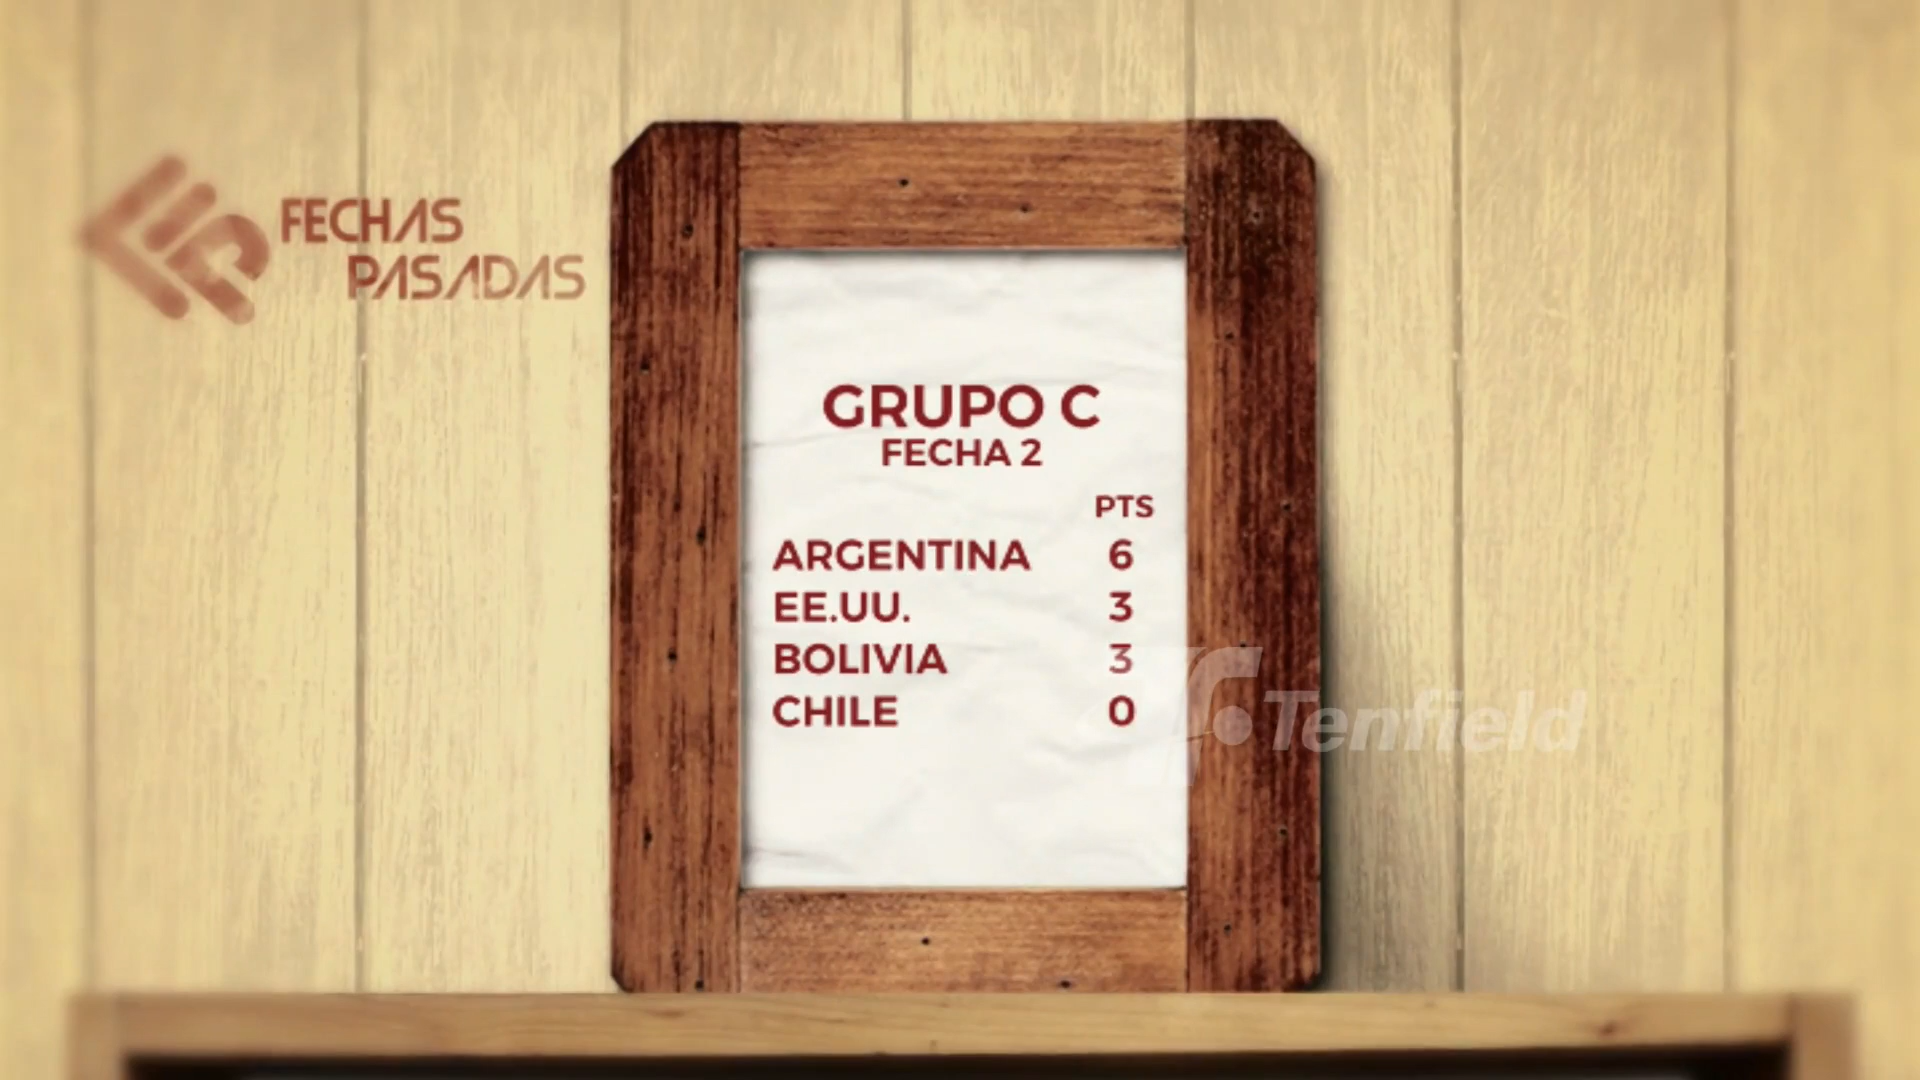 FECHAS
PASADAS
GRUPO C
FECHA 2
PTS
ARGENTINA 6
EE.UU. 3
BOLIVIA 3
CHILE 0
Tenfield